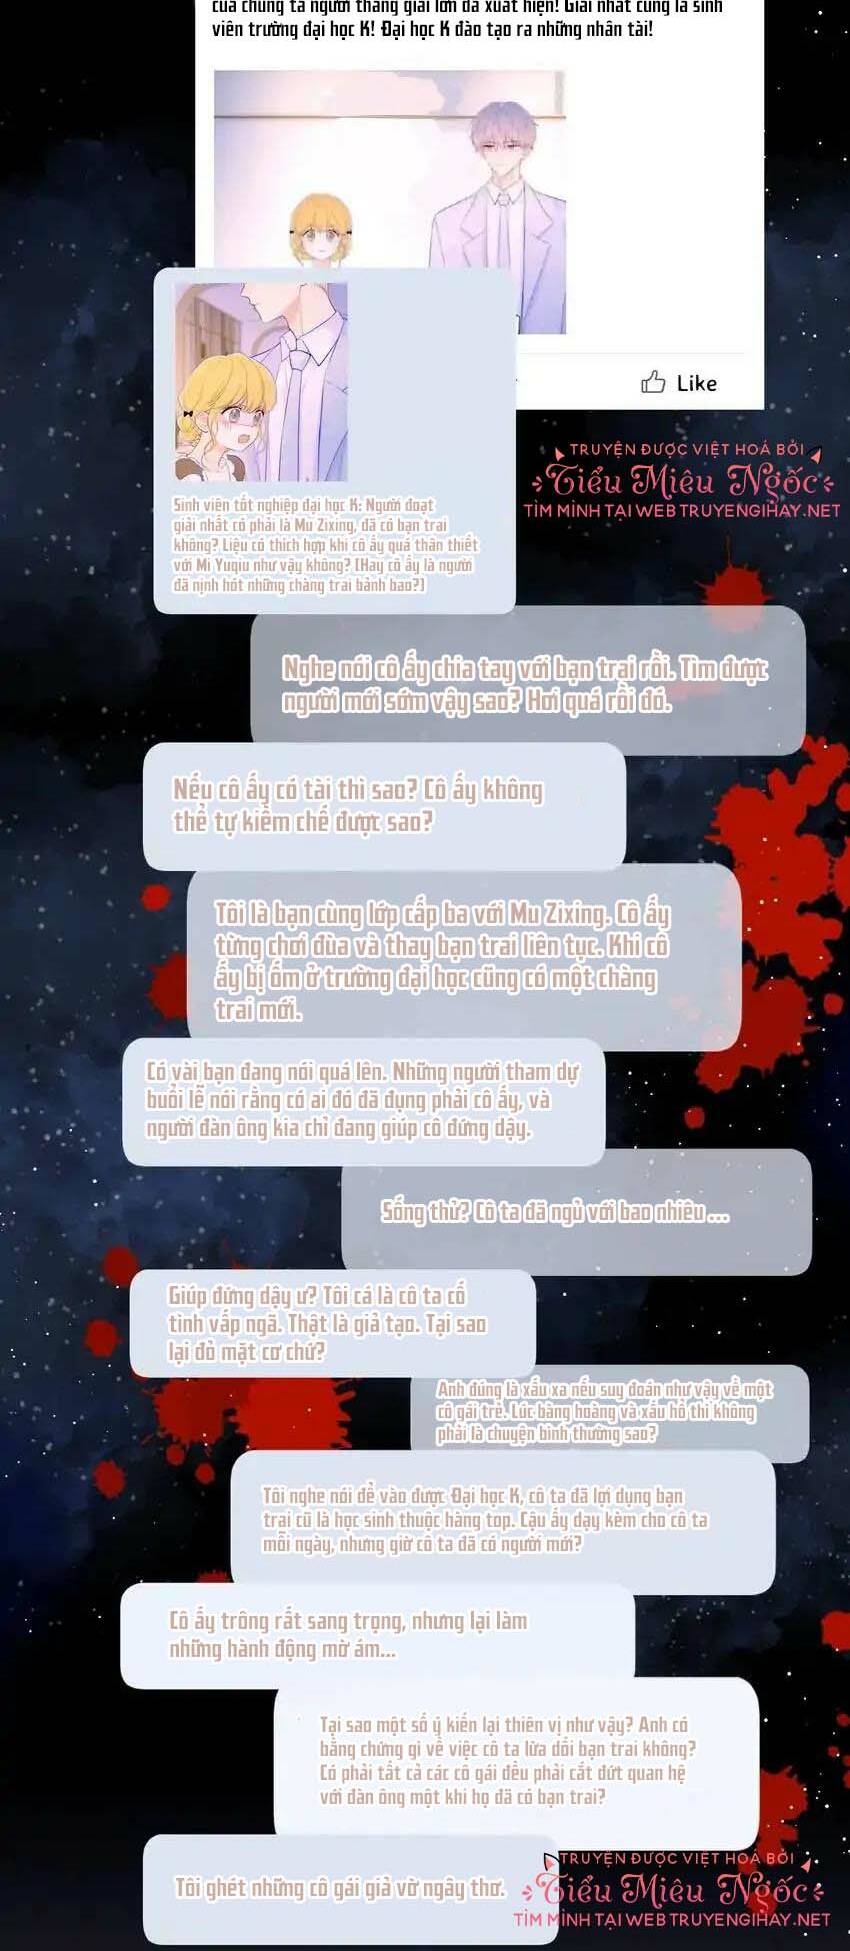 của chúng ta người thắng giải lớn đã xuất hiện! Giải nhất cũng là sinh
viên trường đại học K! Đại học K đào tạo ra những nhân tài!
Like
TRUYỆN ĐƯỢC VIỆT HOÁ BỞI
Tiểu Miêu Ngốc
TÌM MÌNH TẠI WEB TRUYENGIHAY.NET
Sinh viên tốt nghiệp đại học K: Người đoạt
giải nhất có phải là Mu Zixing, đã có bạn trai
không? Liệu có thích hợp khi cô ấy quá thân thiết
với Mi Yuqiu như vậy không? (Hay cô ấy là người
đã nịnh hót những chàng trai bảnh bao?)
Nghe nói cô ấy chia tay với bạn trai rồi. Tìm được
người mới sớm vậy sao? Hơi quá rồi đó.
Nếu cô ấy có tài thì sao? Cô ấy không
thể tự kiềm chế được sao?
Tôi là bạn cùng lớp cấp ba với Mu Zixing. Cô ấy
từng chơi đùa và thay bạn trai liên tục. Khi cô
ấy bị ốm ở trường đại học cũng có một chàng
trai mới.
Có vài bạn đang nói quá lên. Những người tham dự
buổi lễ nói rằng có ai đó đã đụng phải cô ấy, và
người đàn ông kia chỉ đang giúp cô đứng dậy.
Sống thử? Cô ta đã ngủ với bao nhiêu ...
Giúp đứng dậy ư? Tôi cá là cô ta cố
tình vấp ngã. Thật là giả tạo. Tại sao
lại đỏ mặt cơ chứ?
Anh đúng là xấu xa nếu suy đoán như vậy về một
cô gái trẻ. Lúc bàng hoàng và xấu hổ thì không
phải là chuyện bình thường sao?
Tôi nghe nói để vào được Đại học K, cô ta đã lợi dụng bạn
trai cũ là học sinh thuộc hàng top. Cậu ấy dạy kèm cho cô ta
mỗi ngày, nhưng giờ cô ta đã có người mới?
Cô ấy trông rất sang trọng, nhưng lại làm
những hành động mờ ám...
Tại sao một số ý kiến lại thiên vị như vậy? Anh có
bằng chứng gì về việc cô ta lừa dối bạn trai không?
Có phải tất cả các cô gái đều phải cắt đứt quan hệ
với đàn ông một khi họ đã có bạn trai?
Tôi ghét những cô gái giả vờ ngây thơ.
TRUYỆN ĐƯỢC VIỆT HOÁ BỞI
Tiểu Miêu Ngốc
TÌM MÌNH TẠI WEB TRUYENGIHAY.NET